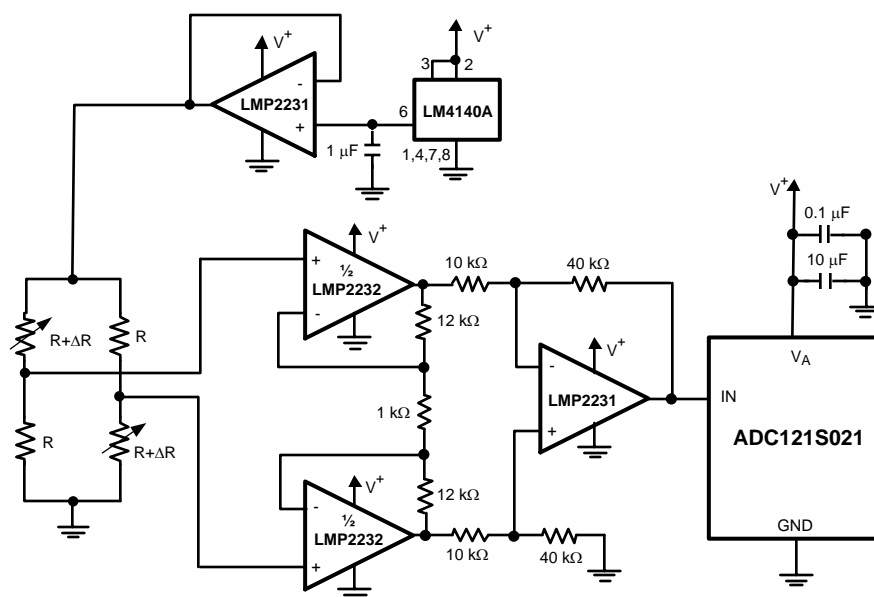 V+
V+
3
2
-
LMP2231
+
6
LM4140A
1 µF
1,4,7,8
V+
0.1 µF
10 µF
V+
+
½
LMP2232
-
10 kΩ
40 kΩ
12 kΩ
R+ΔR
R
V+
-
LMP2231
+
VA
IN
ADC121S021
GND
1 kΩ
R
R+ΔR
V+
-
½
LMP2232
+
12 kΩ
10 kΩ
40 kΩ